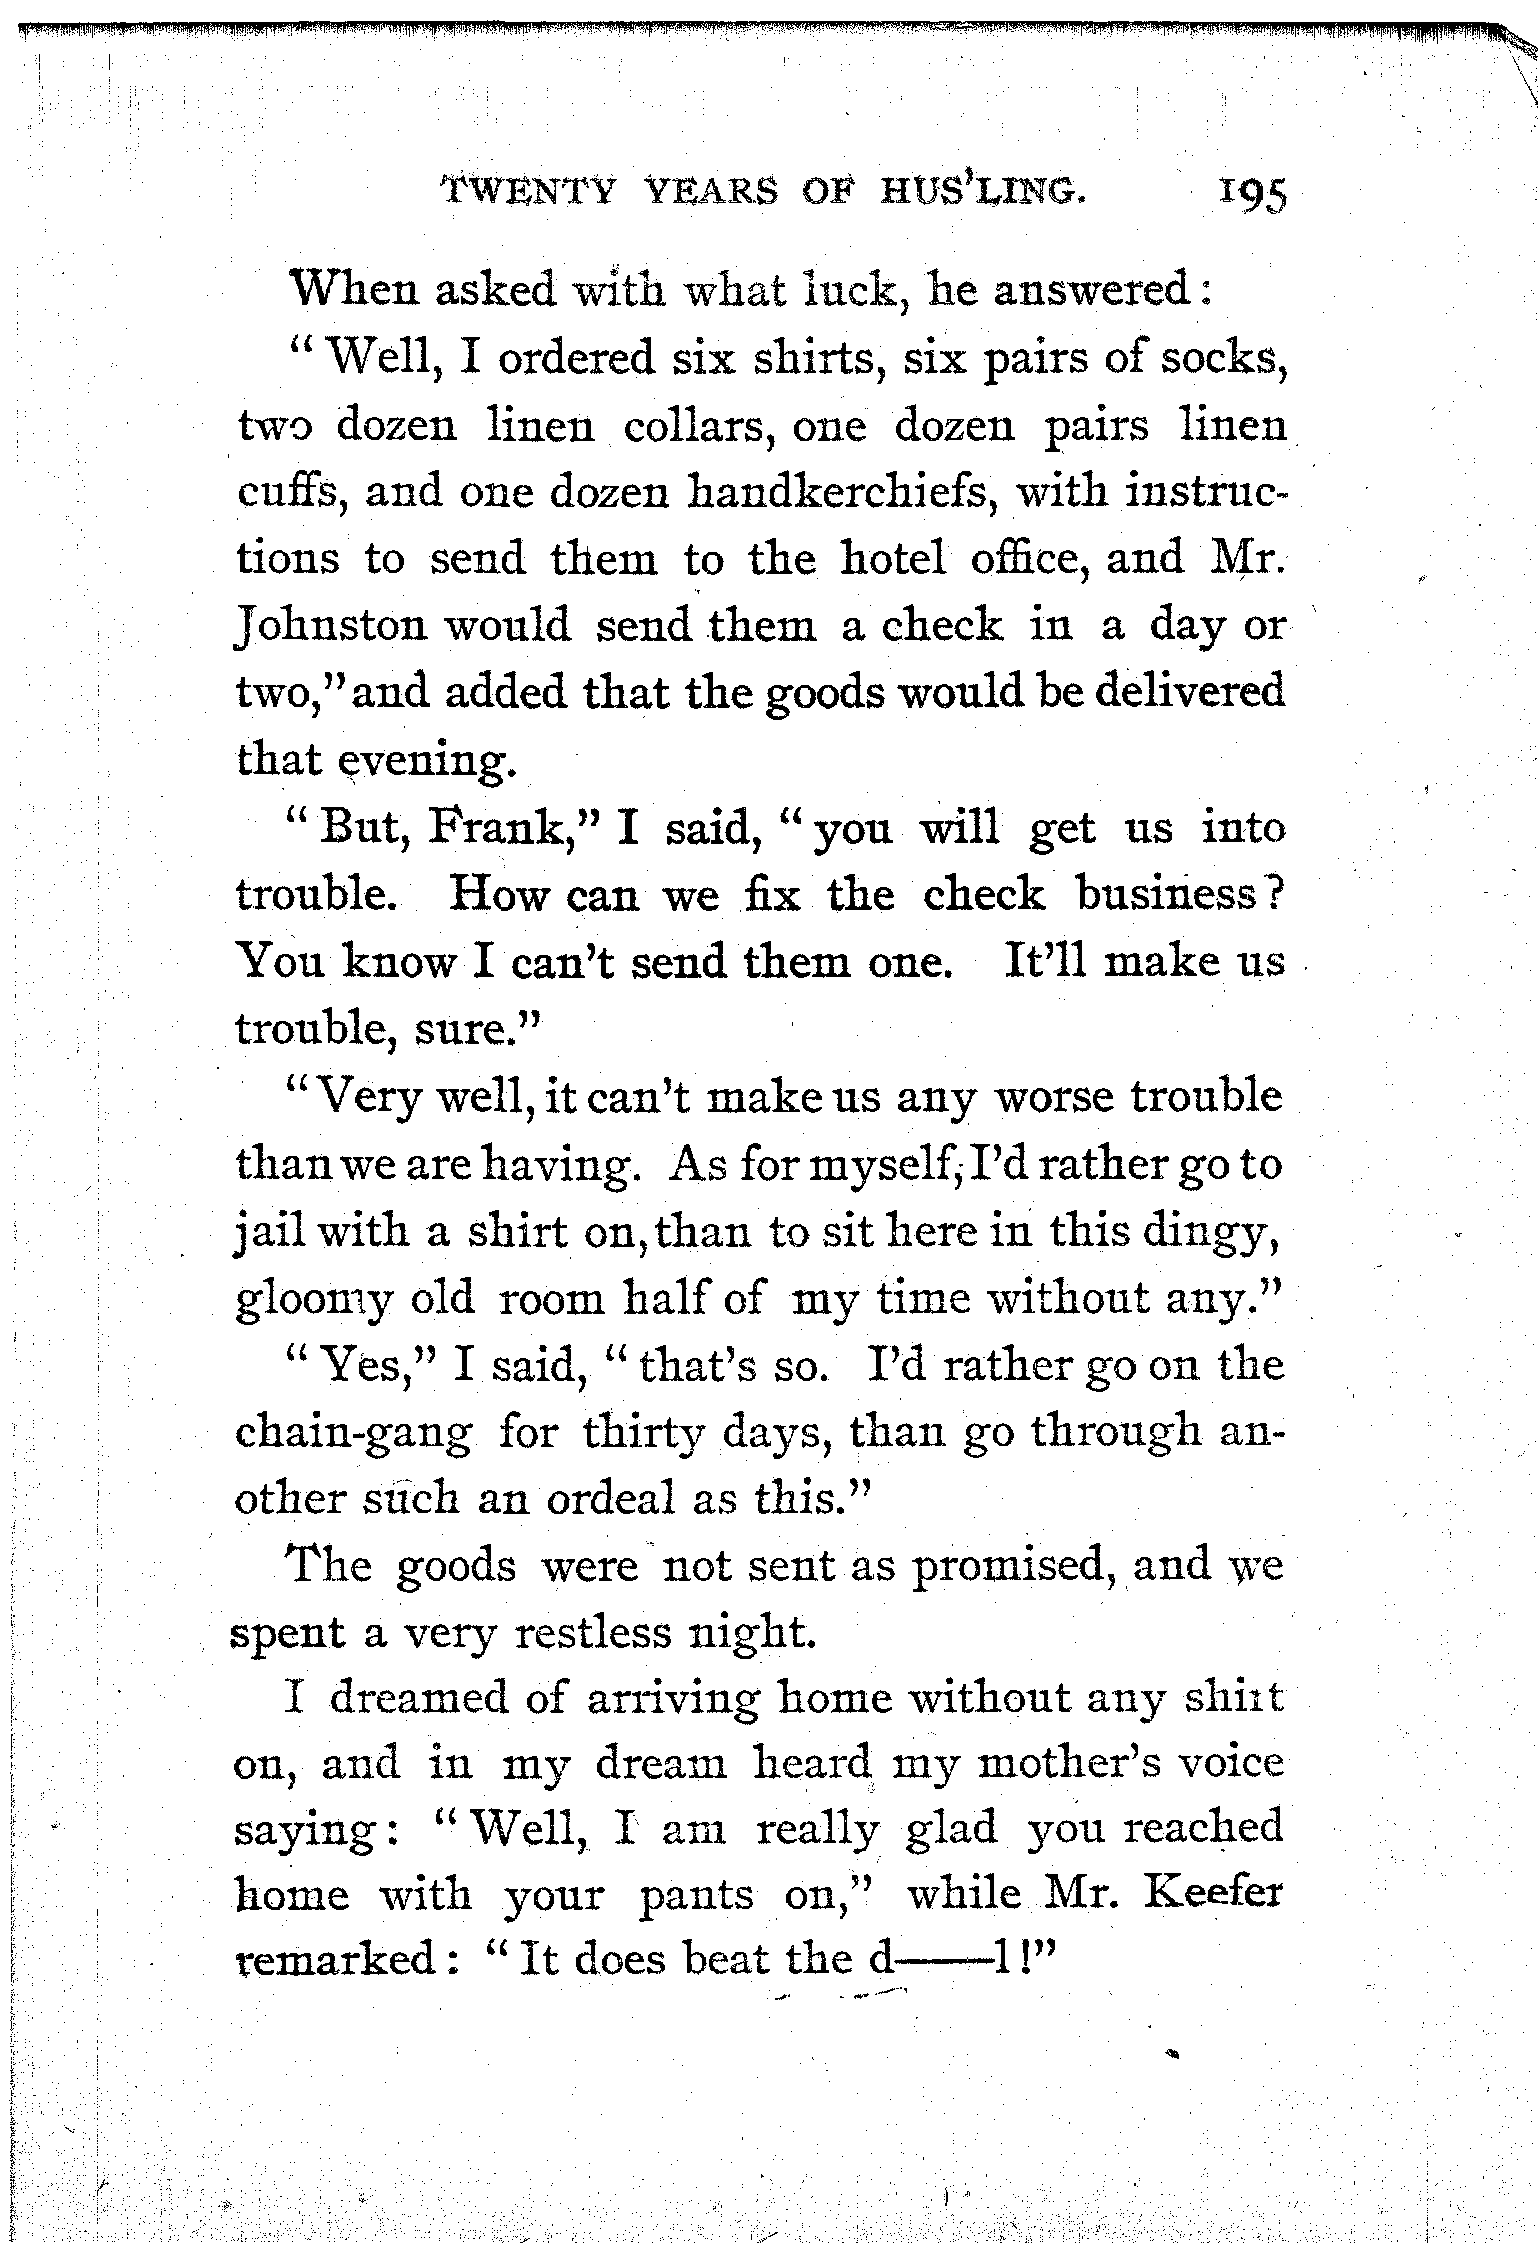 TWENTY YEARS OF HUS'LING. 195
When asked with what luck, he answered:
"Well, I ordered six shirts, six pairs of socks,
two dozen linen collars, one dozen pairs linen
cuffs, and one dozen handkerchiefs, with instruc-
tions to send them to the hotel office, and Mr.
Johnston would send them a check in a day or
two," and added that the goods would be delivered
that evening.
"But, Frank," I said, "you will get us into
trouble. How can we fix the check business?
You know I can't send them one. It'll make us
trouble, sure."
"Very well, it can't make us any worse trouble
than we are having. As for myself, I'd rather go to
jail with a shirt on, than to sit here in this dingy,
gloomy old room half of my time without any."
"Yes," I said, "that's so. I'd rather go on the
chain-gang for thirty days, than go through an-
other such an ordeal as this."
The goods were not sent as promised, and we
spent a very restless night.
I dreamed of arriving home without any shirt
on, and in my dream heard my mother's voice
saying: "Well, I am really glad you reached
home with your pants on," while Mr. Keefer
remarked: "It does beat the d——l!"